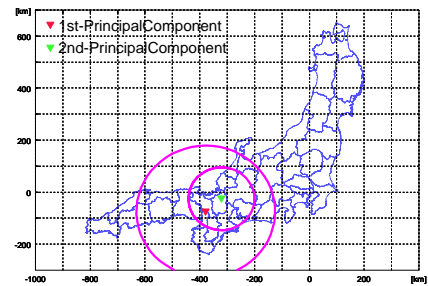 [km]
600
400
200
0
-200
▼ 1st-PrincipalComponent
▼ 2nd-PrincipalComponent
-1000 -800 -600 -400 -200 0 200 [km]